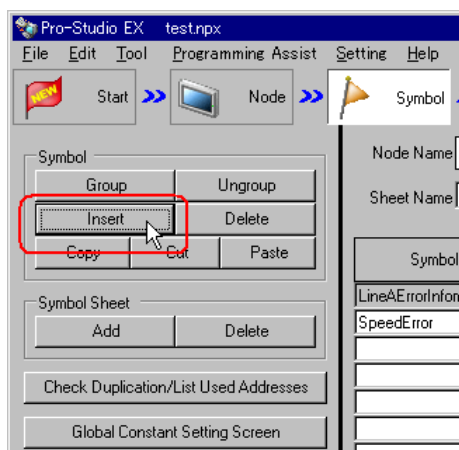 Pro-Studio EX test.npx
File Edit Tool Programming Assist Setting Help
NEW Start Node Symbol
Symbol
Group Ungroup
Insert Delete
Copy Cut Paste
Symbol Sheet
Add Delete
Check Duplication/List Used Addresses
Global Constant Setting Screen
Node Name
Sheet Name
Symbol
LineAErrorInfor
SpeedError